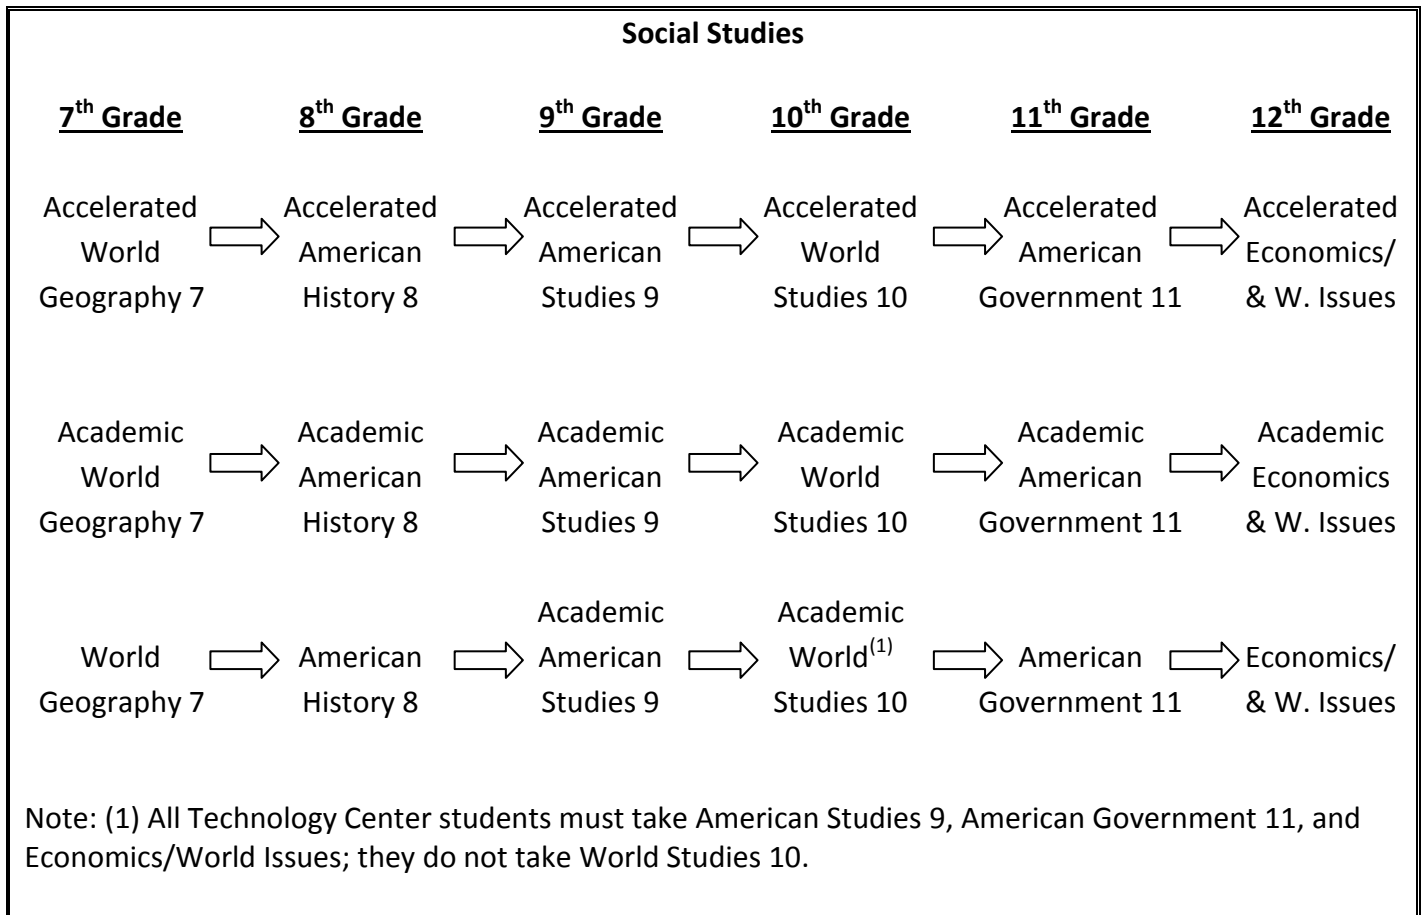 Social Studies
7th Grade 8th Grade 9th Grade 10th Grade 11th Grade 12th Grade
Accelerated Accelerated Accelerated Accelerated Accelerated Accelerated
World American American World American Economics/
Geography 7 History 8 Studies 9 Studies 10 Government 11 & W. Issues
Academic Academic Academic Academic Academic Academic
World American American World American Economics
Geography 7 History 8 Studies 9 Studies 10 Government 11 & W. Issues
Academic Academic
World American American World(1) American Economics/
Geography 7 History 8 Studies 9 Studies 10 Government 11 & W. Issues
Note: (1) All Technology Center students must take American Studies 9, American Government 11, and
Economics/World Issues; they do not take World Studies 10.